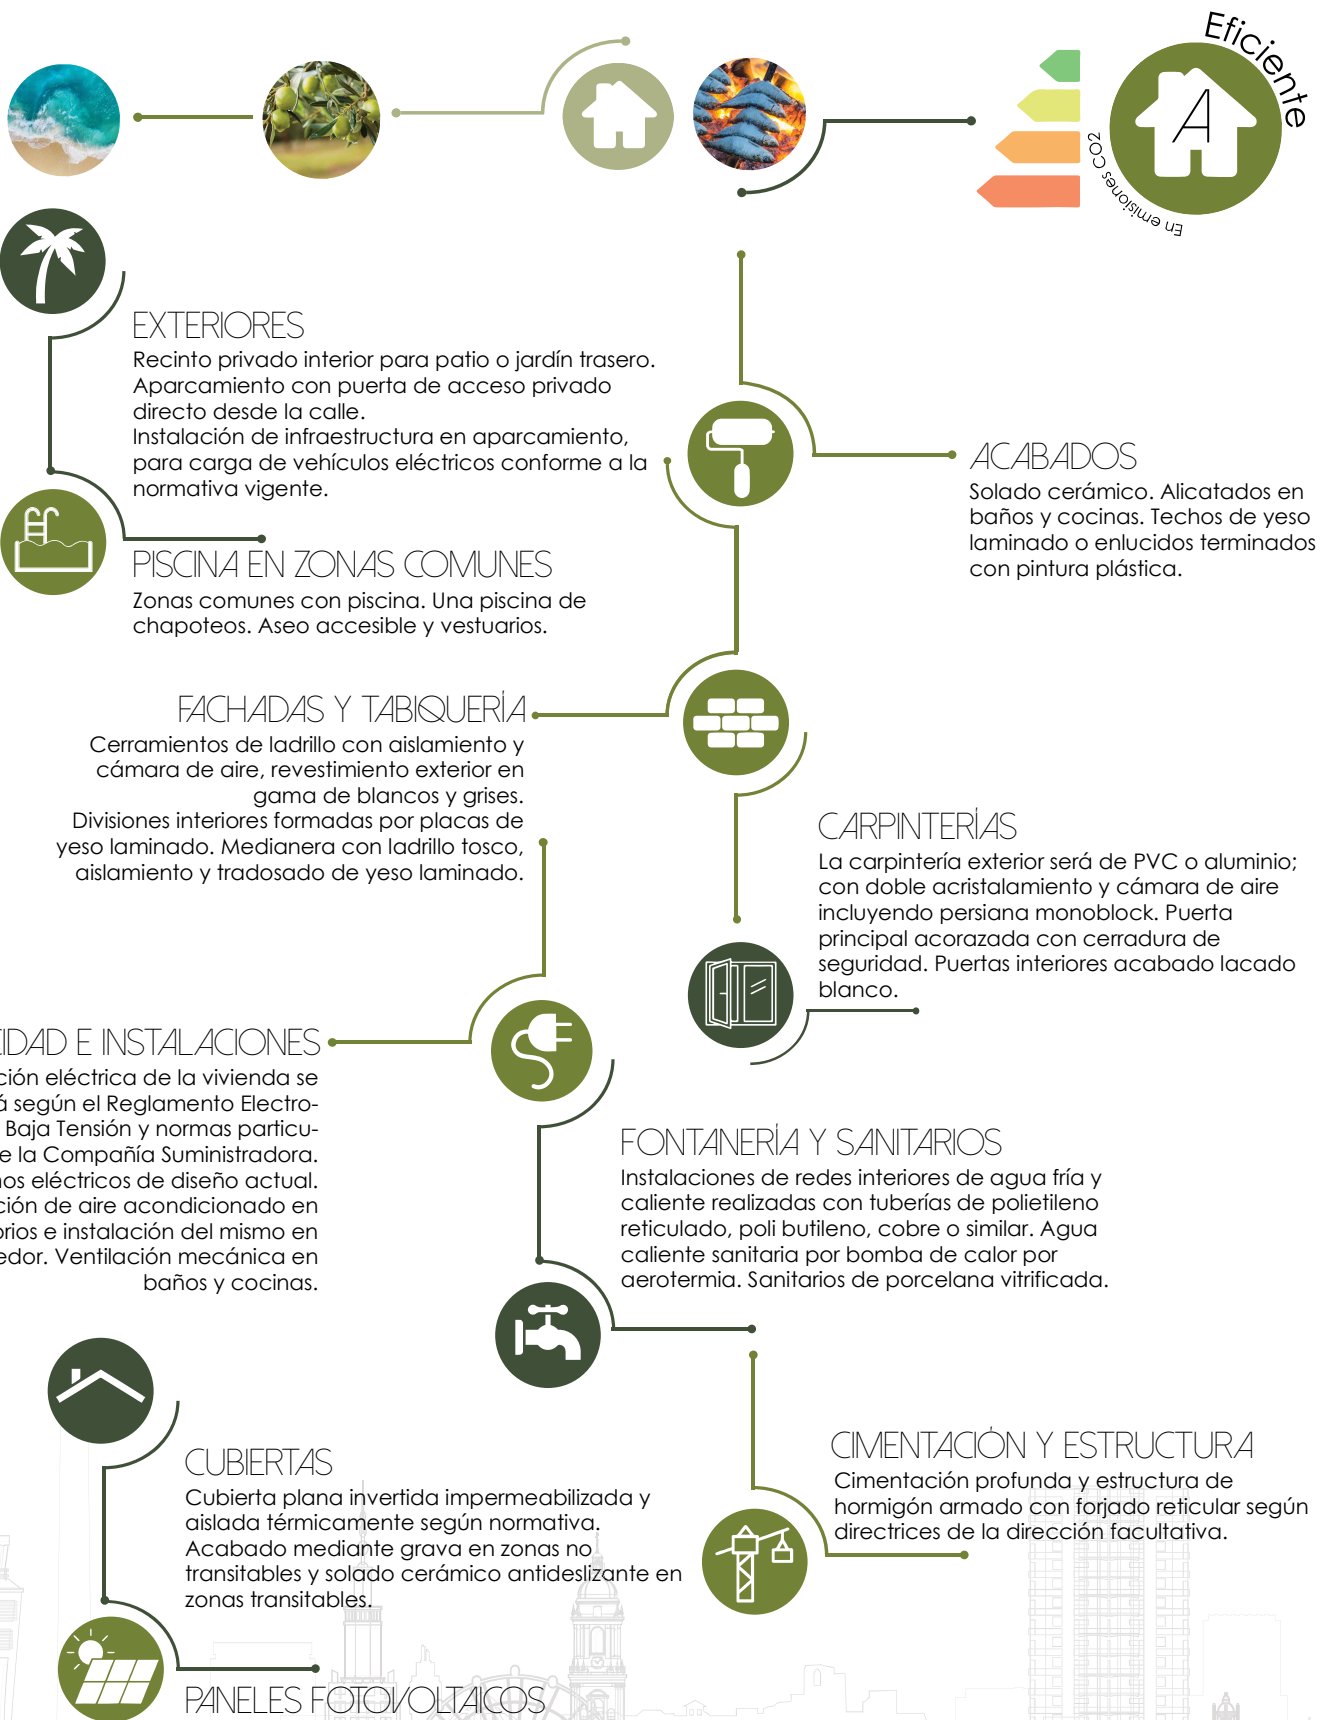 Eficiente
A
En emisiones CO2
EXTERIORES
Recinto privado interior para patio o jardín trasero.
Aparcamiento con puerta de acceso privado
directo desde la calle.
Instalación de infraestructura en aparcamiento,
para carga de vehículos eléctricos conforme a la
normativa vigente.
ACABADOS
Solado cerámico. Alicatados en
baños y cocinas. Techos de yeso
laminado o enlucidos terminados
con pintura plástica.
PISCINA EN ZONAS COMUNES
Zonas comunes con piscina. Una piscina de
chapoteos. Aseo accesible y vestuarios.
FACHADAS Y TABIQUERÍA
Cerramientos de ladrillo con aislamiento y
cámara de aire, revestimiento exterior en
gama de blancos y grises.
Divisiones interiores formadas por placas de
yeso laminado. Medianera con ladrillo tosco,
aislamiento y tradosado de yeso laminado.
CARPINTERÍAS
La carpintería exterior será de PVC o aluminio;
con doble acristalamiento y cámara de aire
incluyendo persiana monoblock. Puerta
principal acorazada con cerradura de
seguridad. Puertas interiores acabado lacado
blanco.
CIDAD E INSTALACIONES
ción eléctrica de la vivienda se
á según el Reglamento Electro-
Baja Tensión y normas particu-
e la Compañía Suministradora.
nos eléctricos de diseño actual.
ción de aire acondicionado en
orios e instalación del mismo en
edor. Ventilación mecánica en
baños y cocinas.
FONTANERÍA Y SANITARIOS
Instalaciones de redes interiores de agua fría y
caliente realizadas con tuberías de polietileno
reticulado, poli butileno, cobre o similar. Agua
caliente sanitaria por bomba de calor por
aerotermia. Sanitarios de porcelana vitrificada.
CIMENTACIÓN Y ESTRUCTURA
Cimentación profunda y estructura de
hormigón armado con forjado reticular según
directrices de la dirección facultativa.
CUBIERTAS
Cubierta plana invertida impermeabilizada y
aislada térmicamente según normativa.
Acabado mediante grava en zonas no
transitables y solado cerámico antideslizante en
zonas transitables.
PANELES FOTOVOLTAICOS